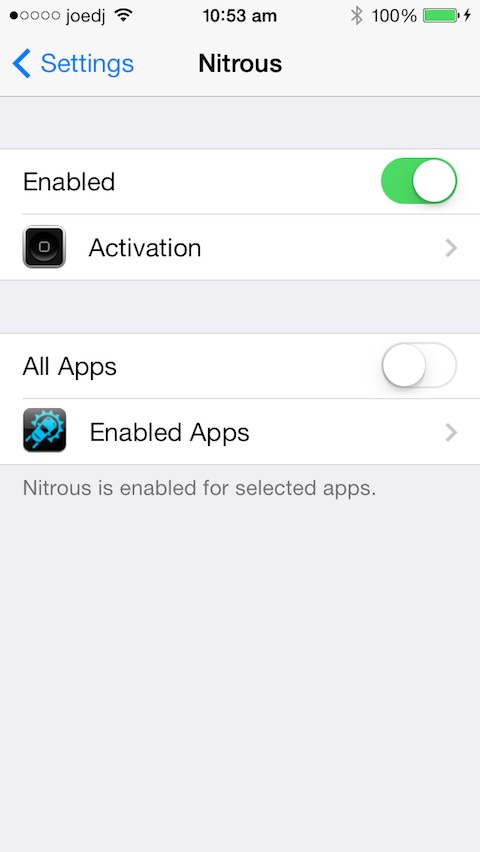 joedj 10:53 am 100%
Settings Nitrous
Enabled
Activation
All Apps
Enabled Apps
Nitrous is enabled for selected apps.